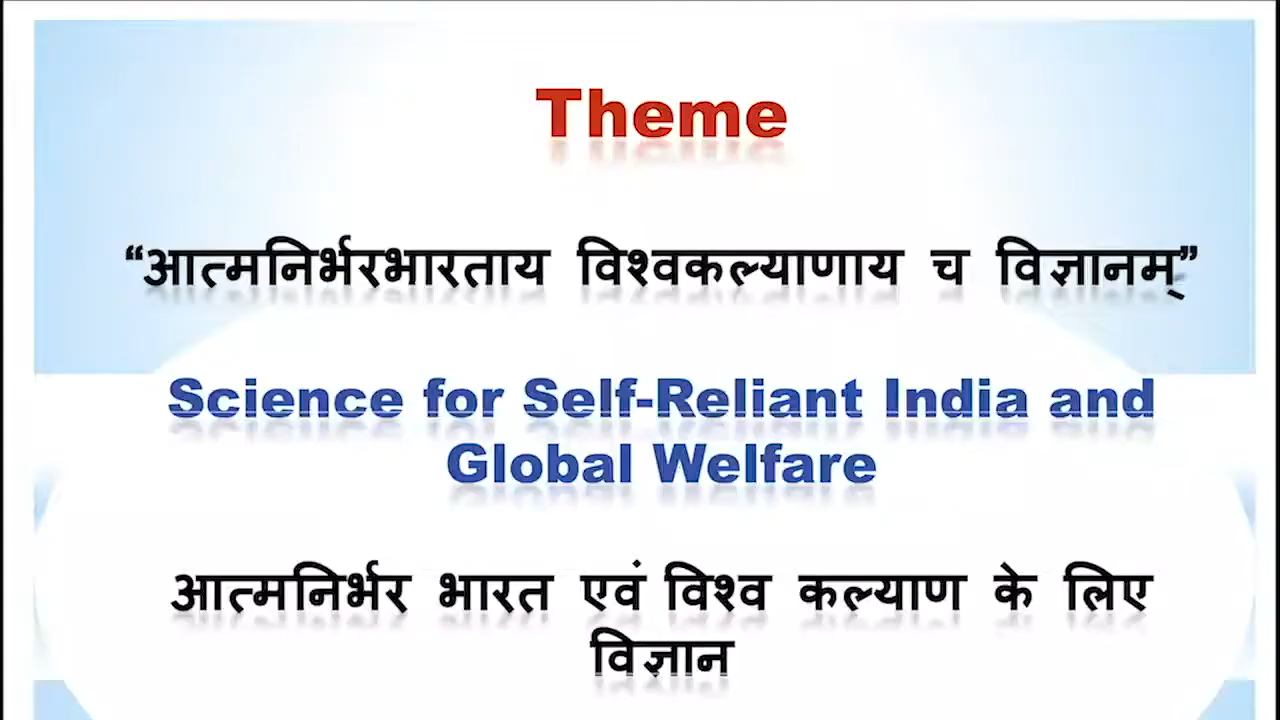 Theme
“आत्मनिर्भरभारताय विश्वकल्याणाय च विज्ञानम्”
Science for Self-Reliant India and
Global Welfare
आत्मनिर्भर भारत एवं विश्व कल्याण के लिए
विज्ञान